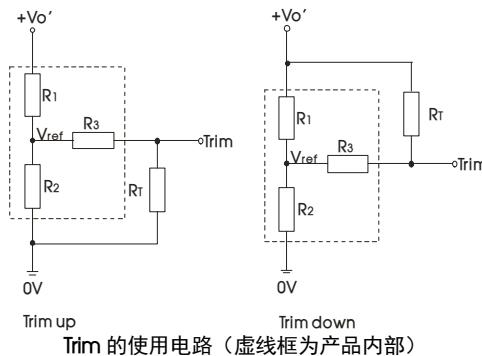 +Vo'
+Vo'
R1
R3
Vref
Trim
R2
RT
0V
Trim up
R1
RT
R3
Vref
Trim
R2
0V
Trim down
Trim 的使用电路（虚线框为产品内部）